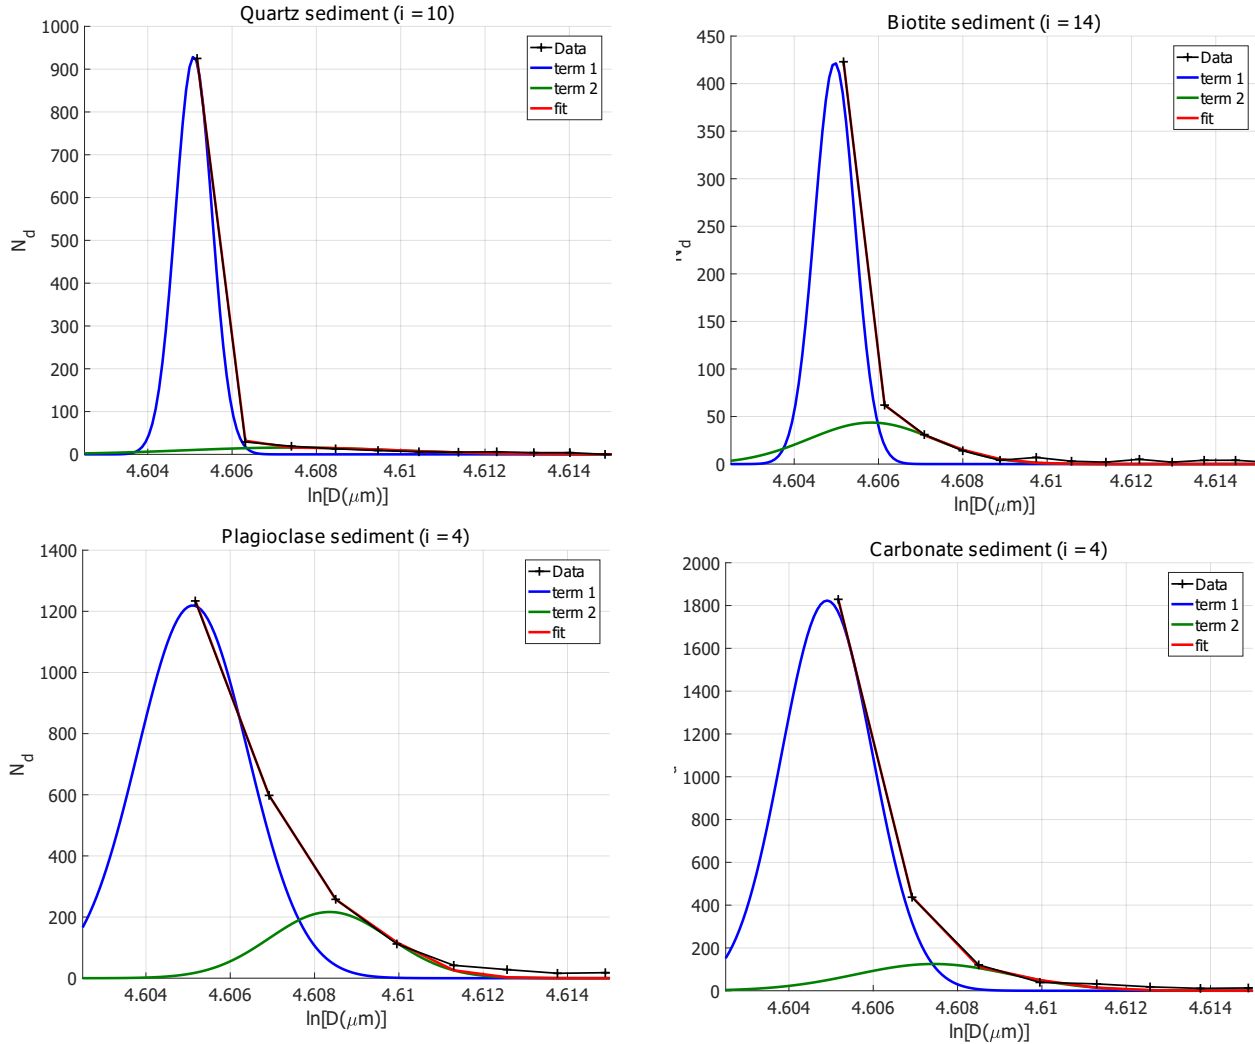 Quartz sediment (i = 10)
1000
900
800
700
600
500
400
300
200
100
0
N_d
4.604
4.606
4.608
4.61
4.612
4.614
ln[D(μm)]
Data
term 1
term 2
fit
Biotite sediment (i = 14)
450
400
350
300
250
200
150
100
50
0
N_d
4.604
4.606
4.608
4.61
4.612
4.614
ln[D(μm)]
Data
term 1
term 2
fit
Plagioclase sediment (i = 4)
1400
1200
1000
800
600
400
200
0
N_d
4.604
4.606
4.608
4.61
4.612
4.614
ln[D(μm)]
Data
term 1
term 2
fit
Carbonate sediment (i = 4)
2000
1800
1600
1400
1200
1000
800
600
400
200
0
4.604
4.606
4.608
4.61
4.612
4.614
ln[D(μm)]
Data
term 1
term 2
fit